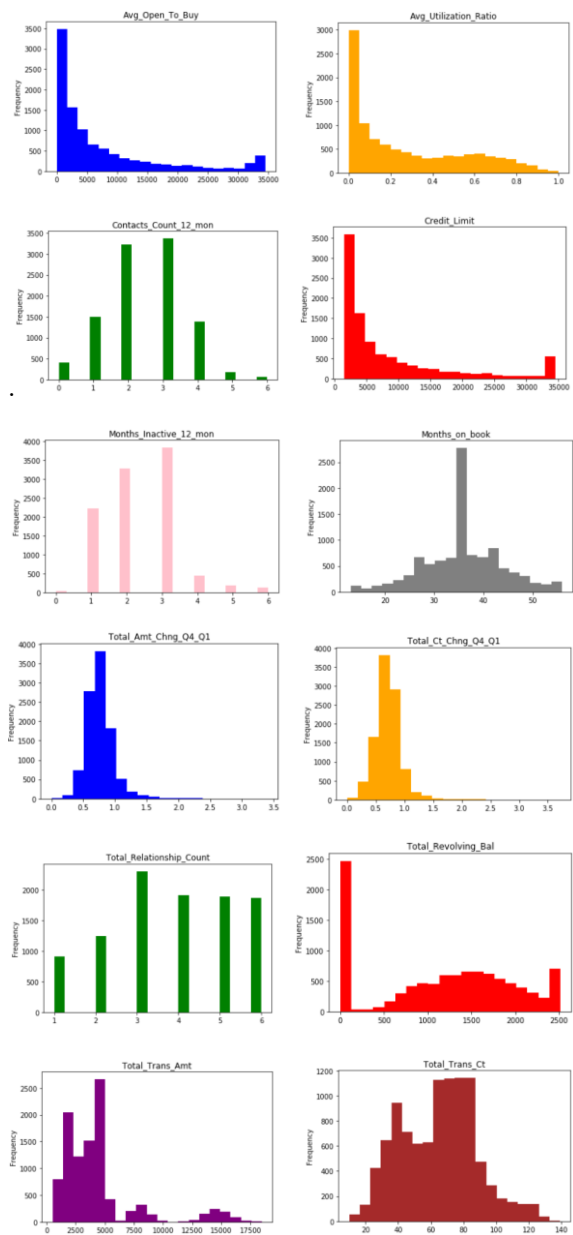 Avg_Open_To_Buy
3500
3000
2500
2000
1500
1000
500
0
Frequency
0 5000 10000 15000 20000 25000 30000 35000
Avg_Utilization_Ratio
3000
2500
2000
1500
1000
500
0
Frequency
0.0 0.2 0.4 0.6 0.8 1.0
Contacts_Count_12_mon
3500
3000
2500
2000
1500
1000
500
0
Frequency
0 1 2 3 4 5 6
Credit_Limit
3500
3000
2500
2000
1500
1000
500
0
Frequency
5000 10000 15000 20000 25000 30000 35000
Months_Inactive_12_mon
4000
3500
3000
2500
2000
1500
1000
500
0
Frequency
0 1 2 3 4 5 6
Months_on_book
2500
2000
1500
1000
500
0
Frequency
20 30 40 50
Total_Amt_Chng_Q4_Q1
4000
3500
3000
2500
2000
1500
1000
500
0
Frequency
0.0 0.5 1.0 1.5 2.0 2.5 3.0 3.5
Total_Ct_Chng_Q4_Q1
4000
3500
3000
2500
2000
1500
1000
500
0
Frequency
0.0 0.5 1.0 1.5 2.0 2.5 3.0 3.5
Total_Relationship_Count
2000
1500
1000
500
0
Frequency
1 2 3 4 5 6
Total_Revolving_Bal
2500
2000
1500
1000
500
0
Frequency
0 500 1000 1500 2000 2500
Total_Trans_Amt
2500
2000
1500
1000
500
0
Frequency
0 2500 5000 7500 10000 12500 15000 17500
Total_Trans_Ct
1200
1000
800
600
400
200
0
Frequency
20 40 60 80 100 120 140